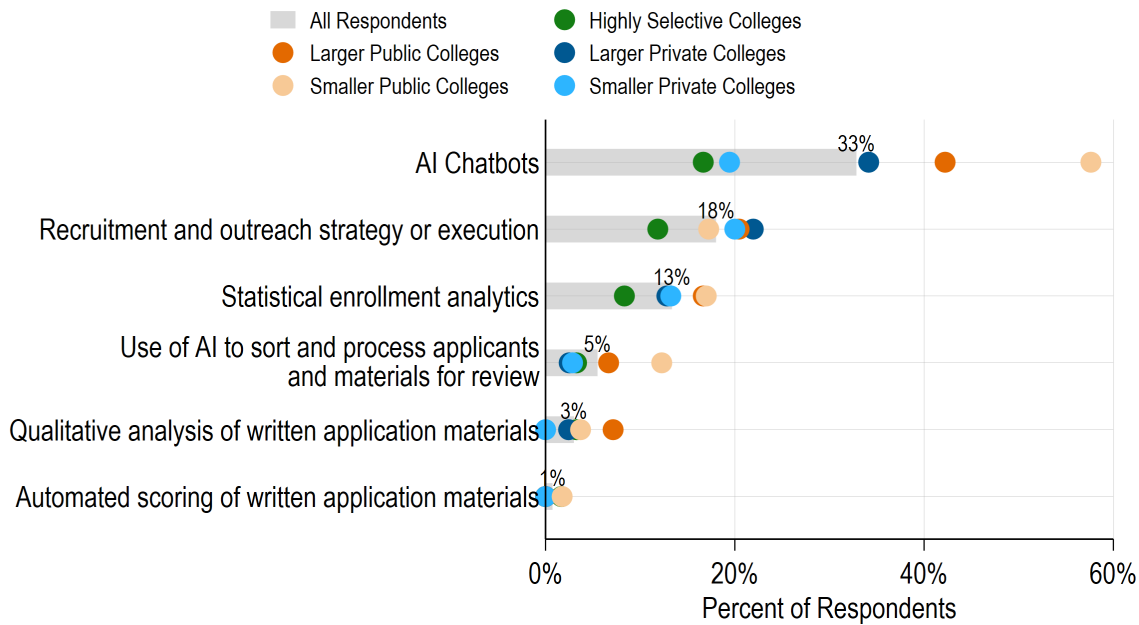 All Respondents
Highly Selective Colleges
Larger Public Colleges
Larger Private Colleges
Smaller Public Colleges
Smaller Private Colleges
33%
AI Chatbots
18%
Recruitment and outreach strategy or execution
13%
Statistical enrollment analytics
5%
Use of AI to sort and process applicants
and materials for review
3%
Qualitative analysis of written application materials
1%
Automated scoring of written application materials
0%
20%
40%
60%
Percent of Respondents